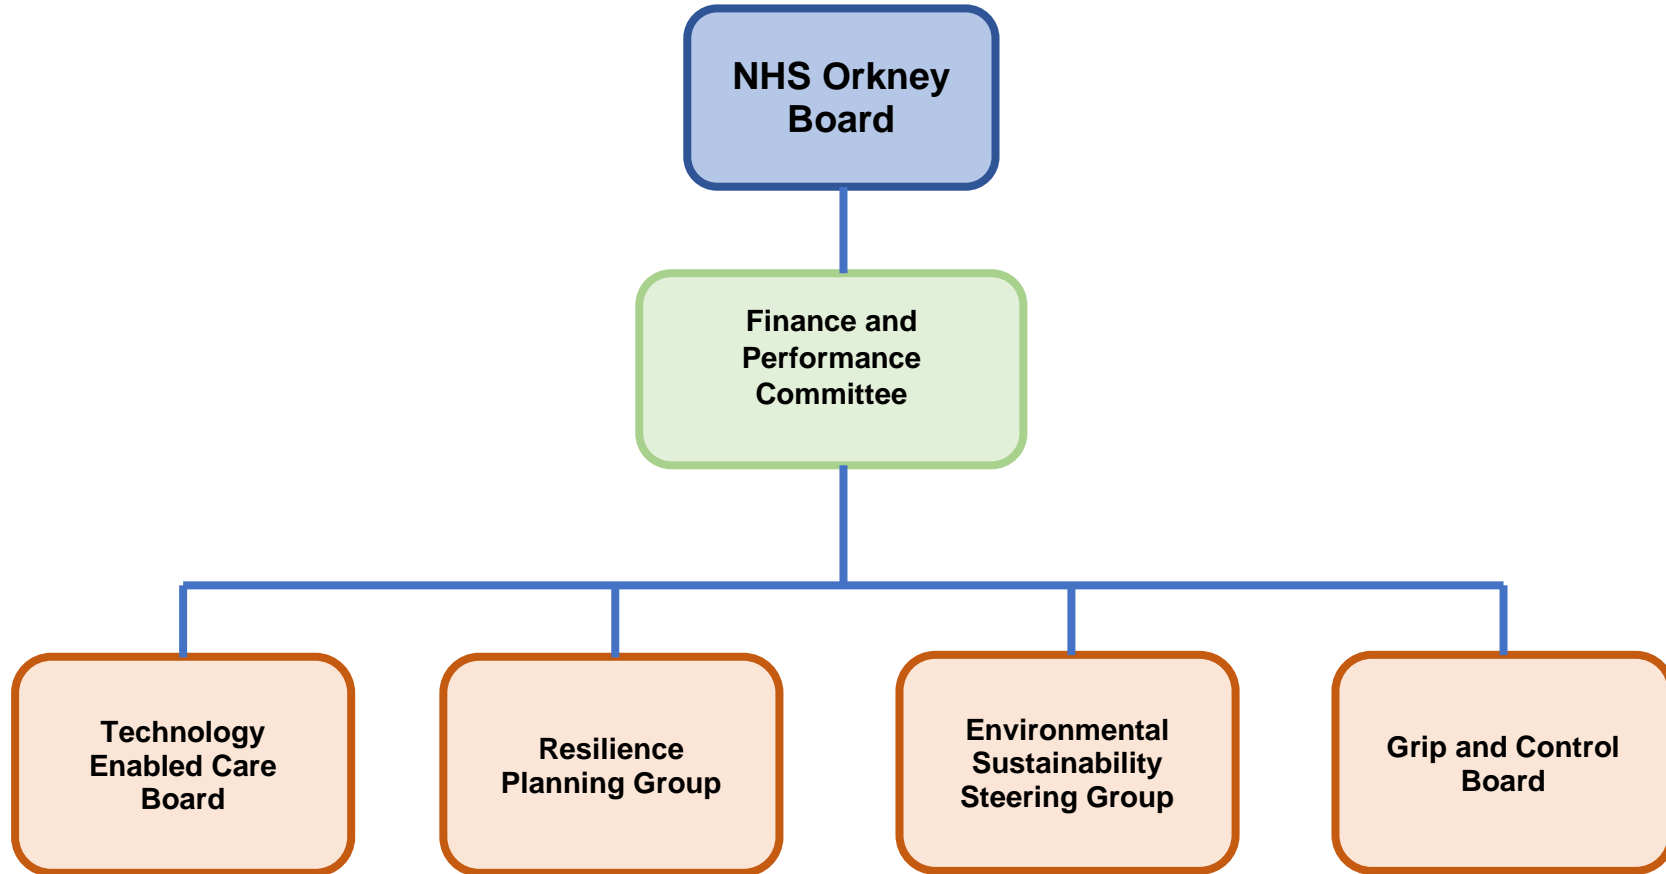 NHS Orkney
Board
Finance and
Performance
Committee
Technology
Enabled Care
Board
Resilience
Planning Group
Environmental
Sustainability
Steering Group
Grip and Control
Board